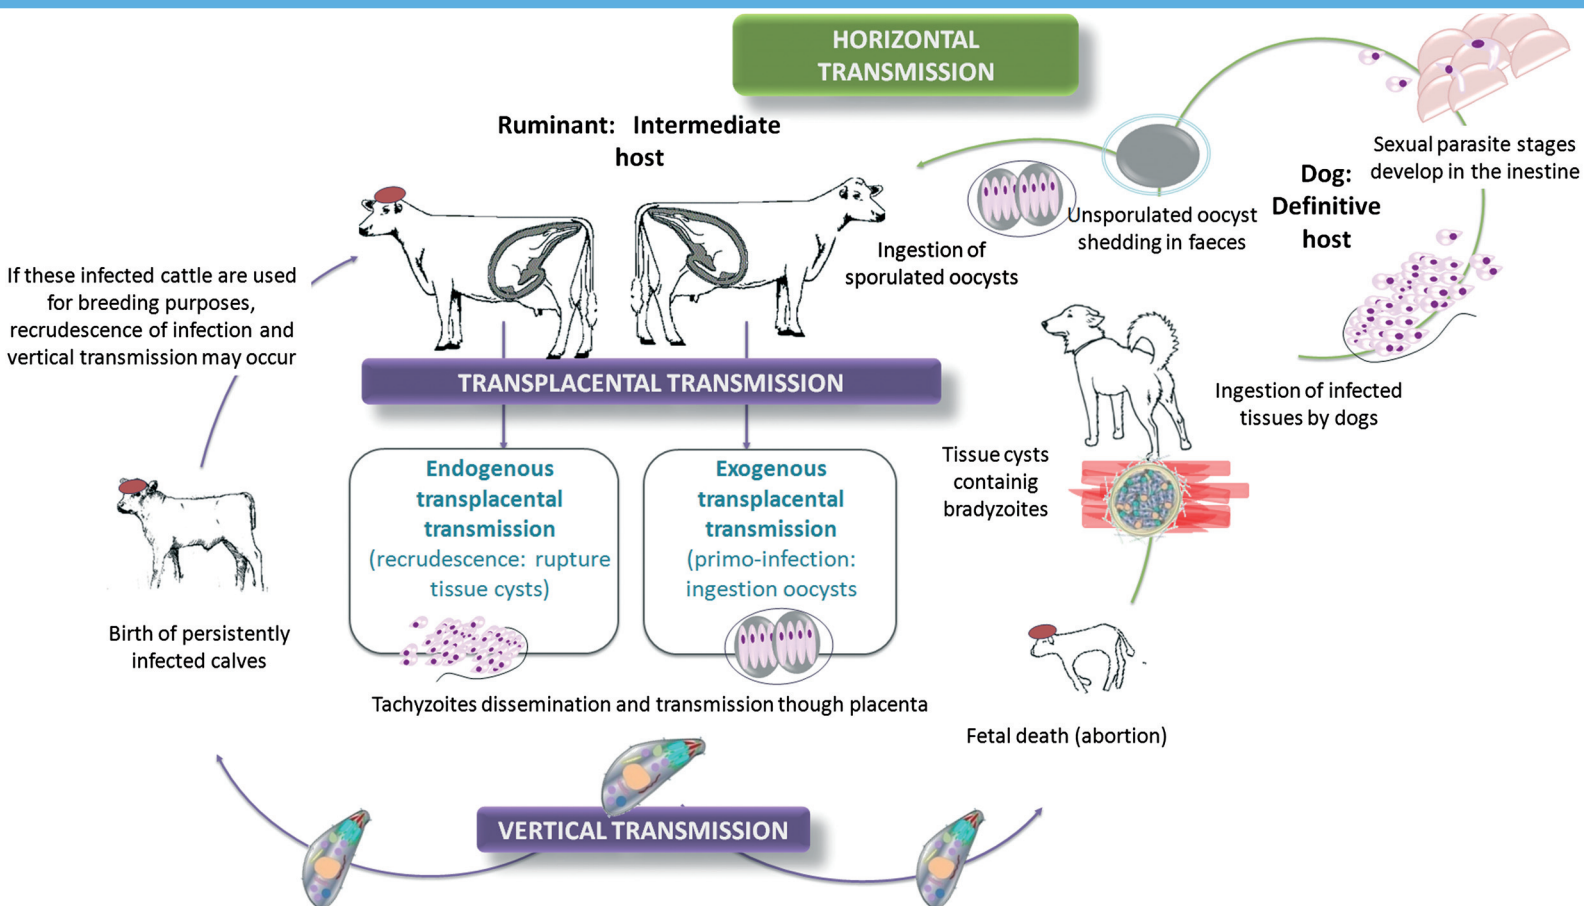 HORIZONTAL
TRANSMISSION
Ruminant: Intermediate
host
Sexual parasite stages
develop in the inestine
Dog:
Definitive
host
Unsporulated oocyst
shedding in faeces
Ingestion of
sporulated oocysts
If these infected cattle are used
for breeding purposes,
recrudescence of infection and
vertical transmission may occur
TRANSPLACENTAL TRANSMISSION
Ingestion of infected
tissues by dogs
Endogenous
transplacental
transmission
(recrudescence: rupture
tissue cysts)
Exogenous
transplacental
transmission
(primo-infection:
ingestion oocysts
Tissue cysts
containig
bradyzoites
Birth of persistently
infected calves
Tachyzoites dissemination and transmission though placenta
Fetal death (abortion)
VERTICAL TRANSMISSION